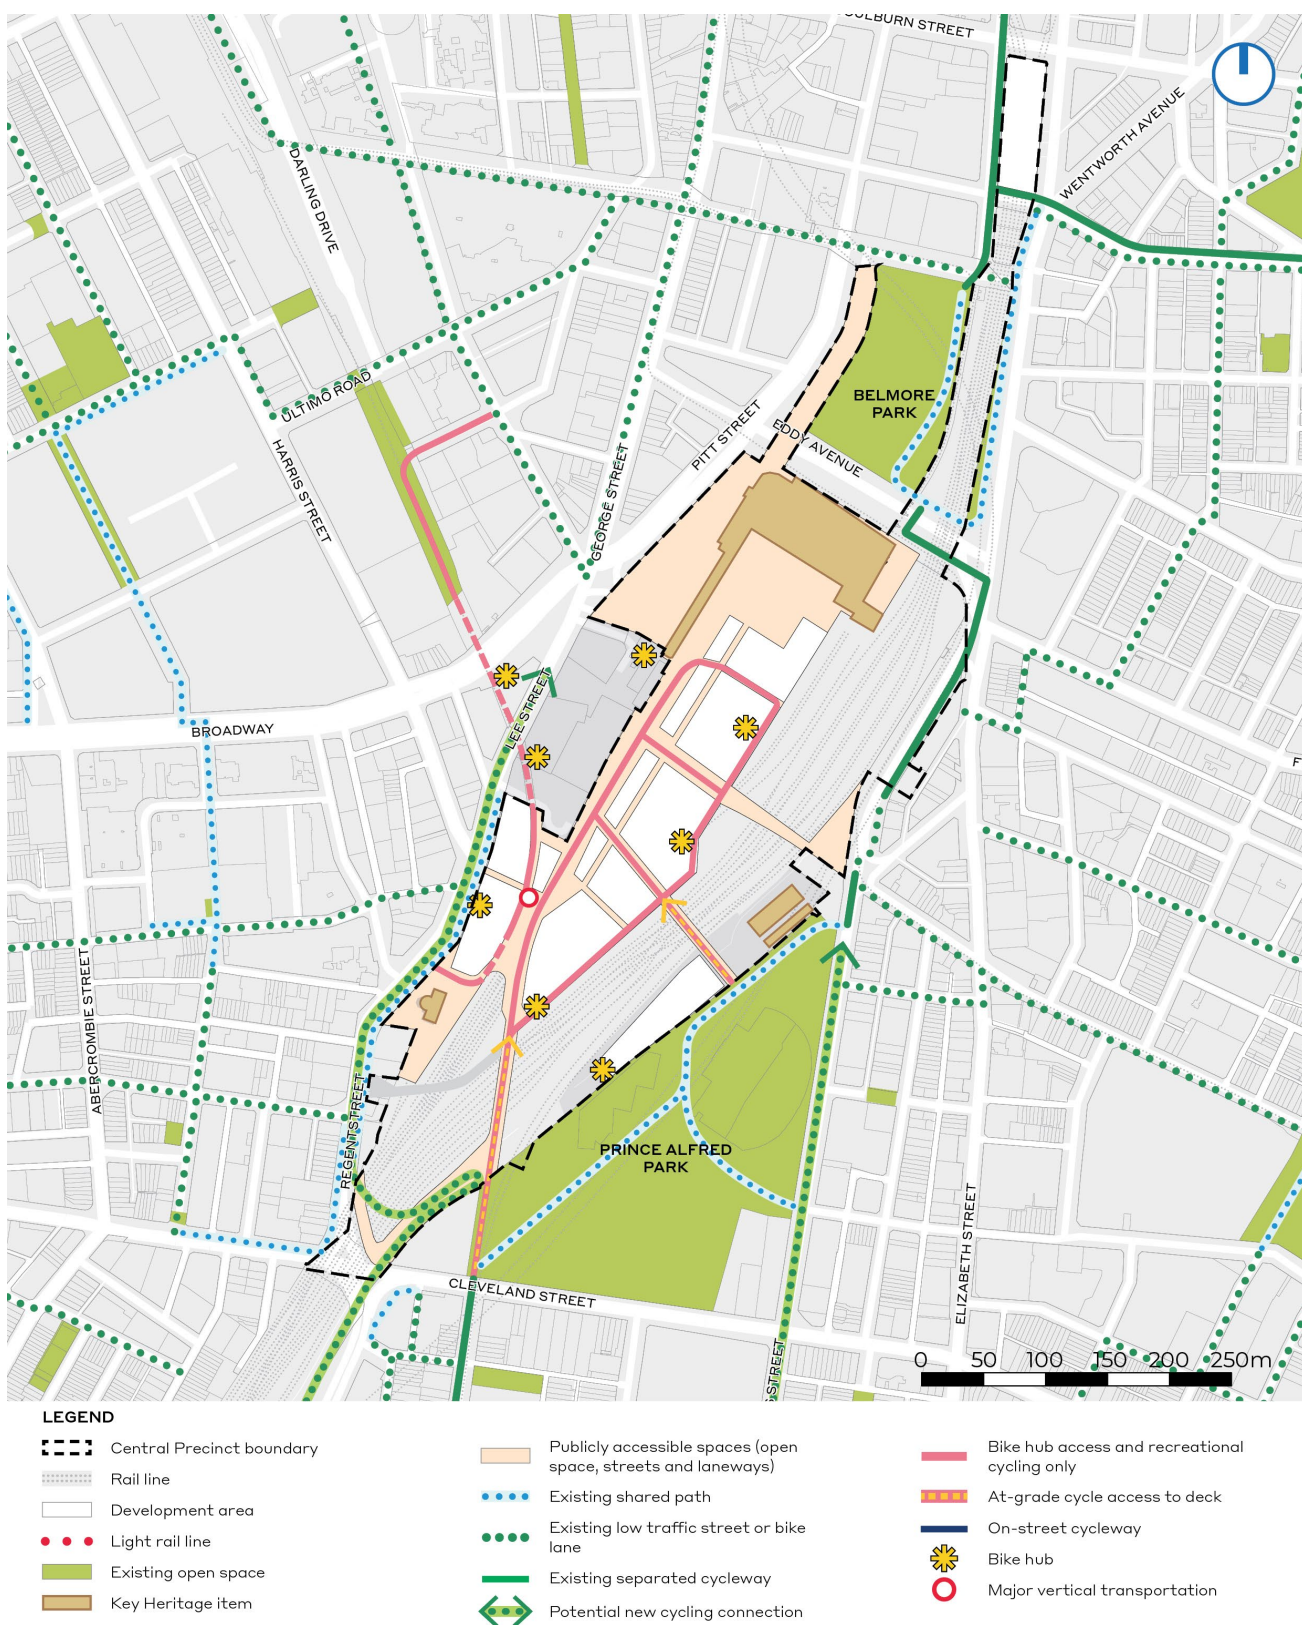 OULBURN STREET
WENTWORTH AVENUE
DARLING DRIVE
BELMORE
PARK
ULTIMO ROAD
PITT STREET
EDDY AVENUE
HARRIS STREET
GEORGE STREET
LEE STREET
BROADWAY
F
ABERCROMBIE STREET
REGENT STREET
PRINCE ALFRED
PARK
ELIZABETH STREET
CLEVELAND STREET
STREET
0 50 100 150 200 250m
LEGEND
Central Precinct boundary
Rail line
Development area
Light rail line
Existing open space
Key Heritage item
Publicly accessible spaces (open
space, streets and laneways)
Existing shared path
Existing low traffic street or bike
lane
Existing separated cycleway
Potential new cycling connection
Bike hub access and recreational
cycling only
At-grade cycle access to deck
On-street cycleway
Bike hub
Major vertical transportation